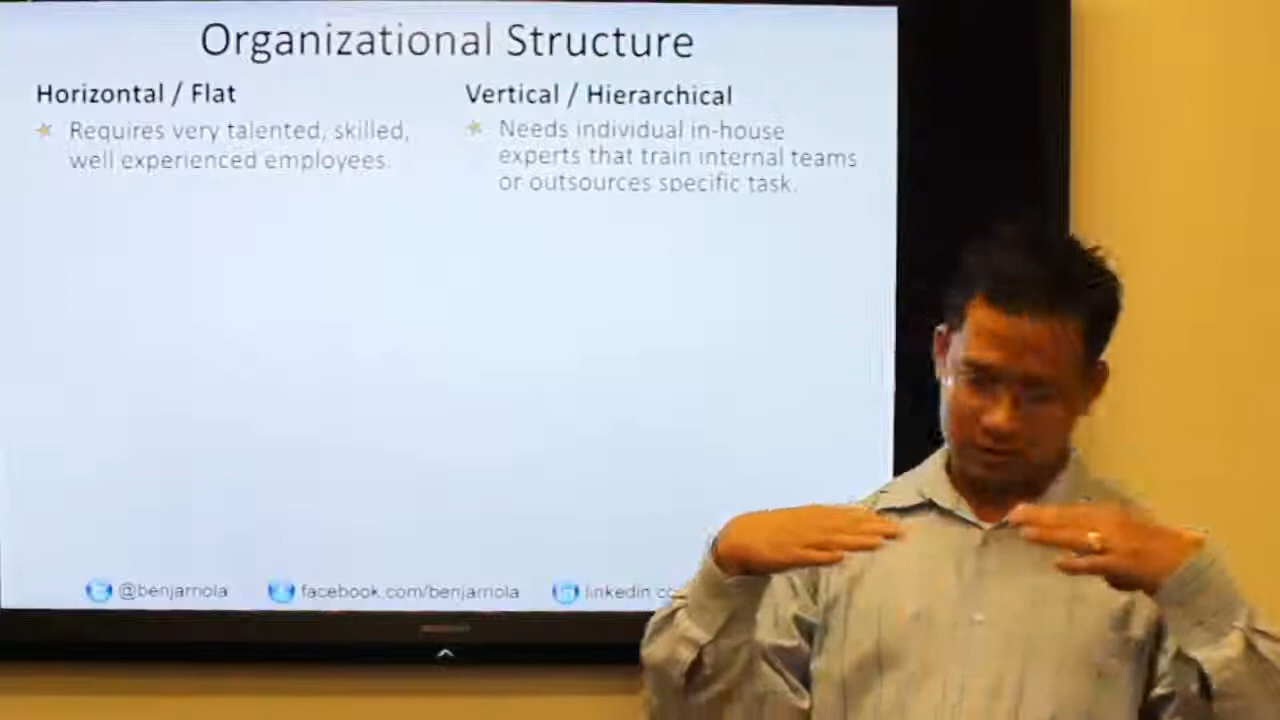 Organizational Structure
Horizontal / Flat
Requires very talented, skilled,
well experienced employees.
Vertical / Hierarchical
Needs individual in-house
experts that train internal teams
or outsources specific task.
@benjarriola
facebook.com/benjarriola
linkedin.co